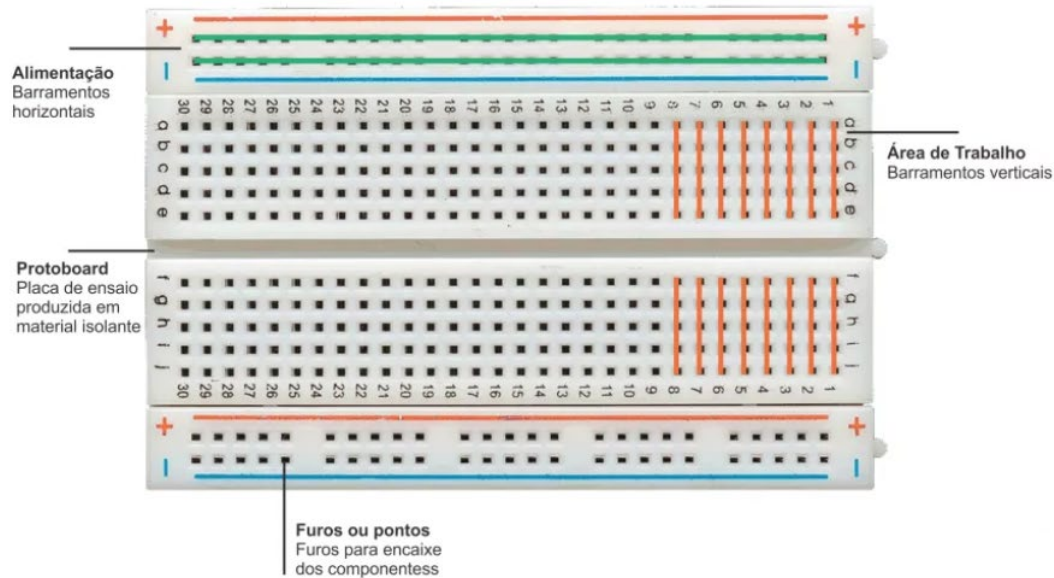 + +
Alimentação
Barramentos
horizontais
- -
30 29 28 27 26 25 24 23 22 21 20 19 18 17 16 15 14 13 12 11 10 9 8 7 6 5 4 3 2 1
a a
b b
c c
d d
e e
Área de Trabalho
Barramentos verticais
Protoboard
Placa de ensaio
produzida em
material isolante
f f
g g
h h
i i
j j
30 29 28 27 26 25 24 23 22 21 20 19 18 17 16 15 14 13 12 11 10 9 8 7 6 5 4 3 2 1
+ +
- -
Furos ou pontos
Furos para encaixe
dos componentess